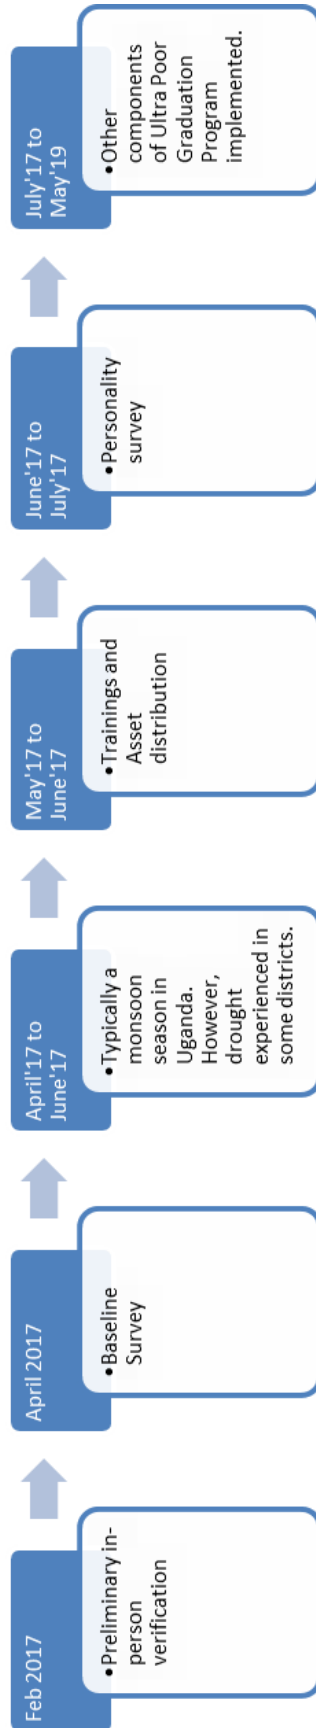 Feb 2017
•Preliminary in-
person
verification
April 2017
•Baseline
Survey
April'17 to
June'17
•Typically a
monsoon
season in
Uganda.
However,
drought
experienced in
some districts.
May'17 to
June'17
•Trainings and
Asset
distribution
June'17 to
July'17
•Personality
survey
July'17 to
May'19
•Other
components
of Ultra Poor
Graduation
Program
implemented.